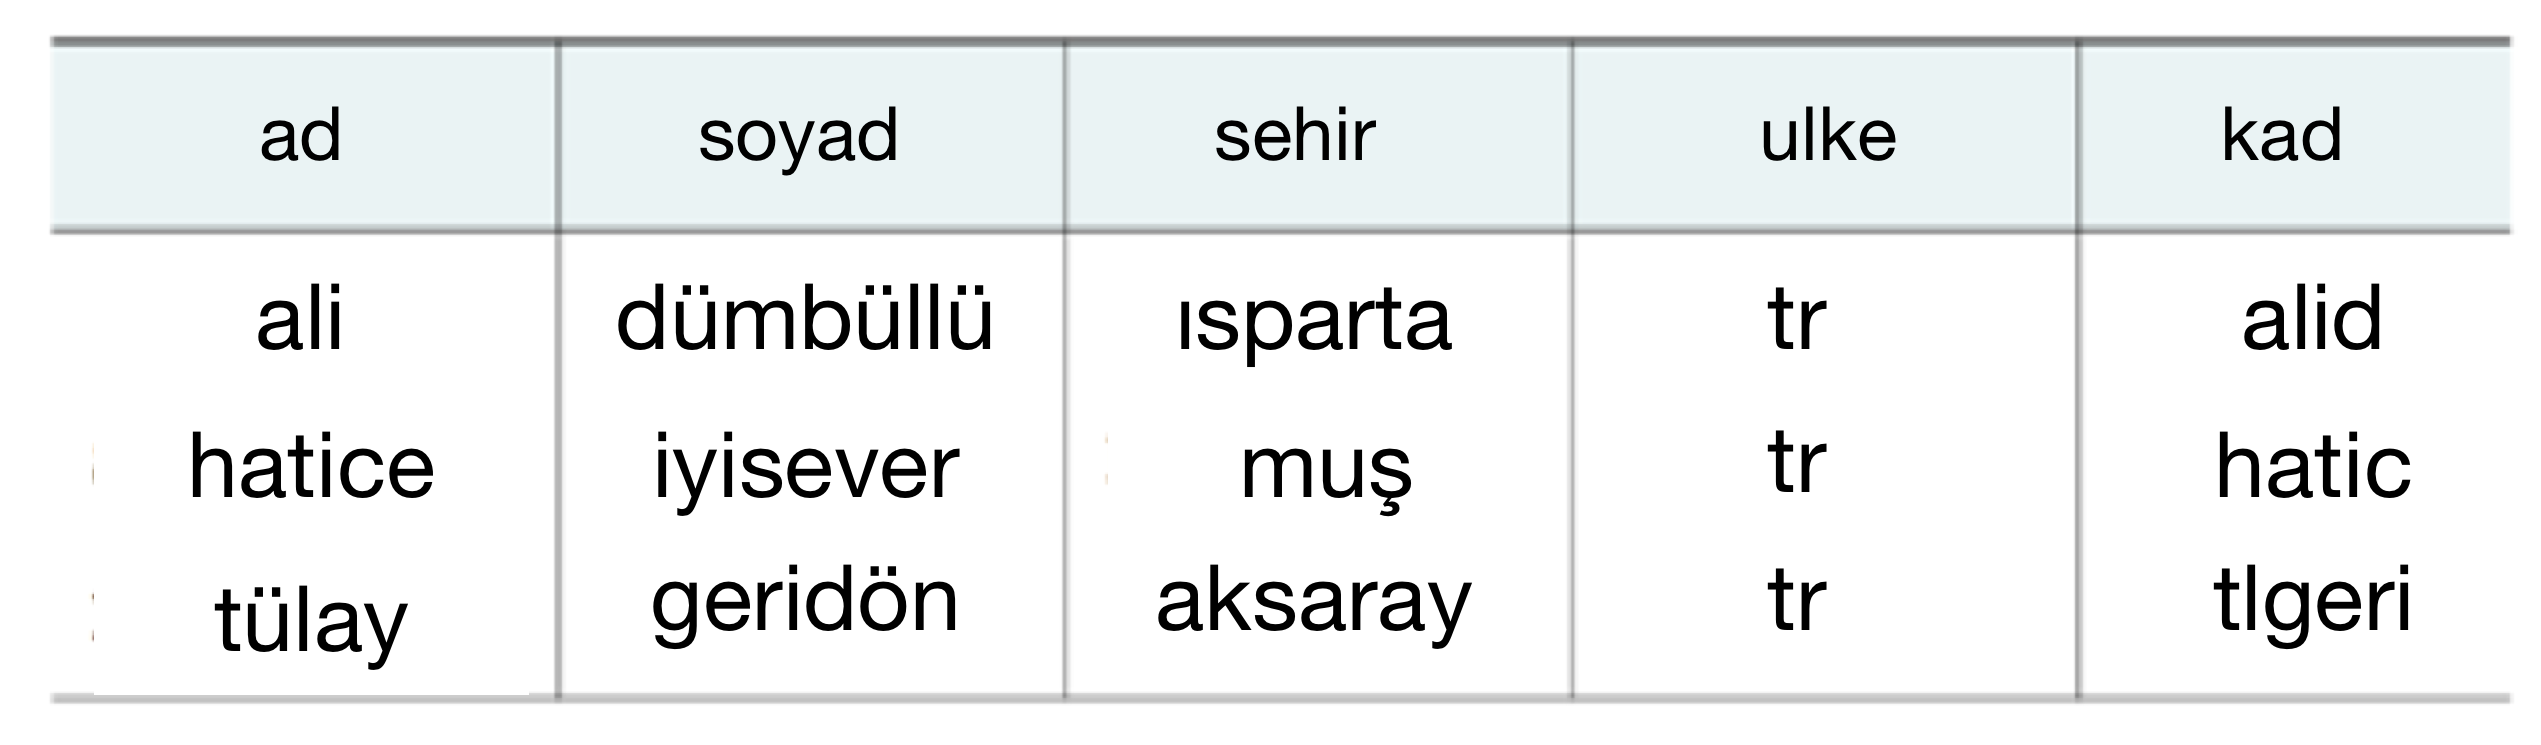 ad soyad sehir ulke kad
ali dümbüllü ısparta tr alid
hatice iyisever muş tr hatic
tülay geridön aksaray tr tlgeri